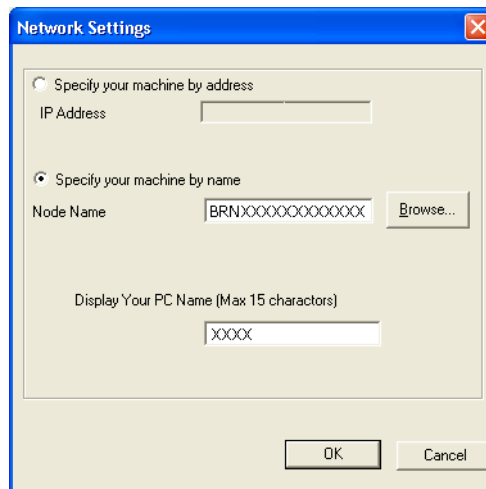 Network Settings
Specify your machine by address
IP Address
Specify your machine by name
Node Name BRNXXXXXXXXXXXX Browse...
Display Your PC Name (Max 15 charactors)
XXXX
OK Cancel